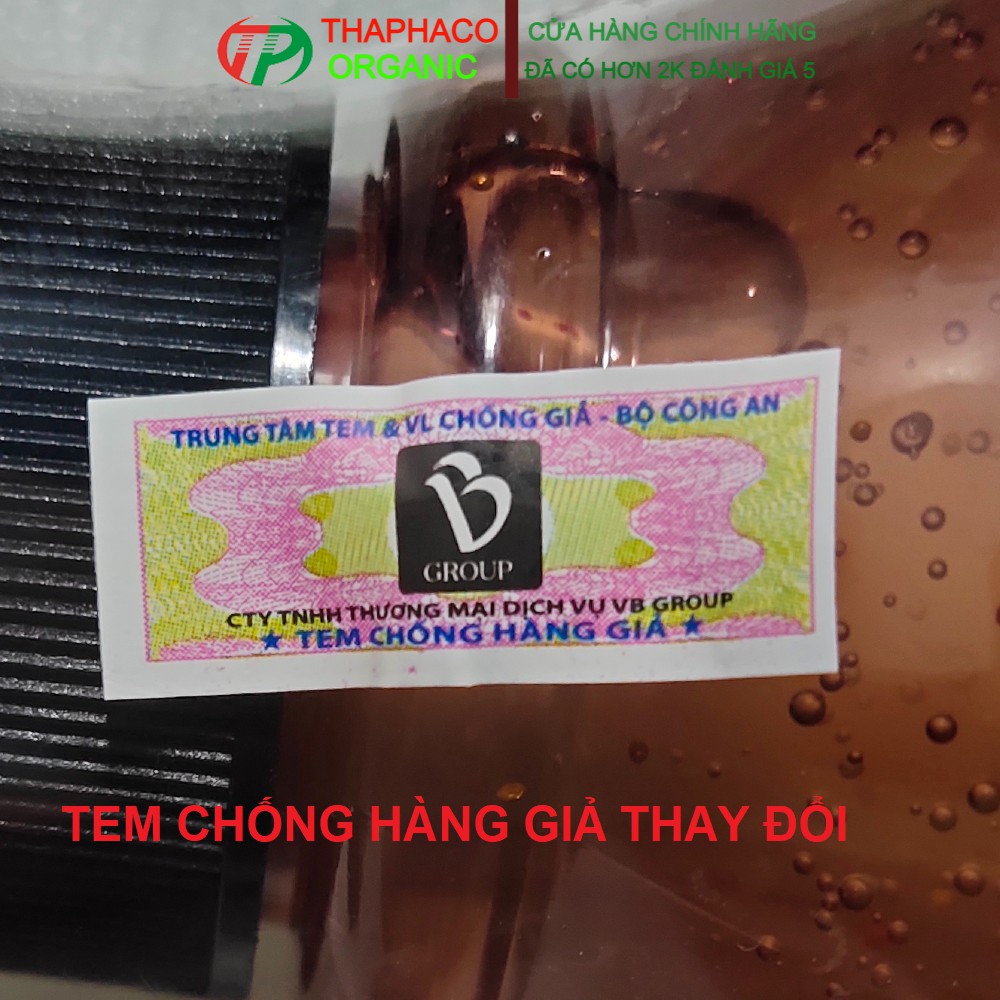 TP THAPHACO
ORGANIC
CỬA HÀNG CHÍNH HÃNG
ĐÃ CÓ HƠN 2K ĐÁNH GIÁ 5
TRUNG TÂM TEM & VL CHỐNG GIẢ - BỘ CÔNG AN
VB
GROUP
CTY TNHH THƯƠNG MẠI DỊCH VỤ VB GROUP
★ TEM CHỐNG HÀNG GIẢ ★
TEM CHỐNG HÀNG GIẢ THAY ĐỔI